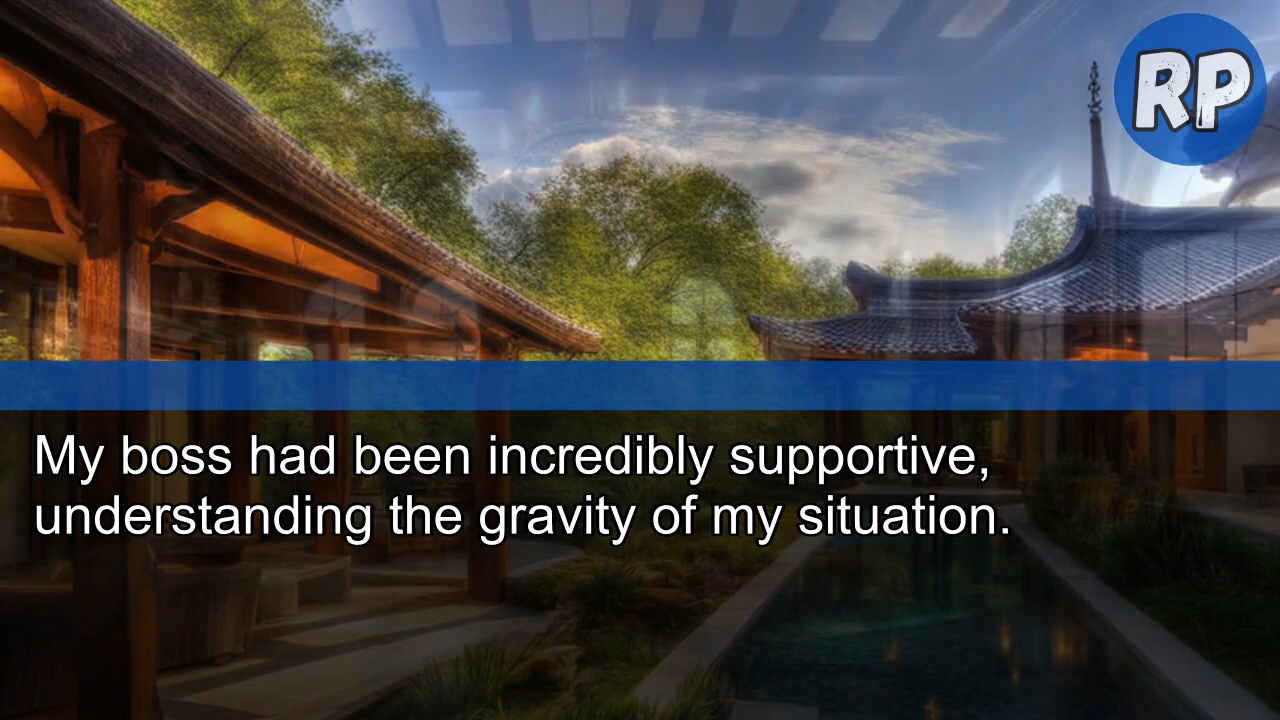 RP
My boss had been incredibly supportive,
understanding the gravity of my situation.